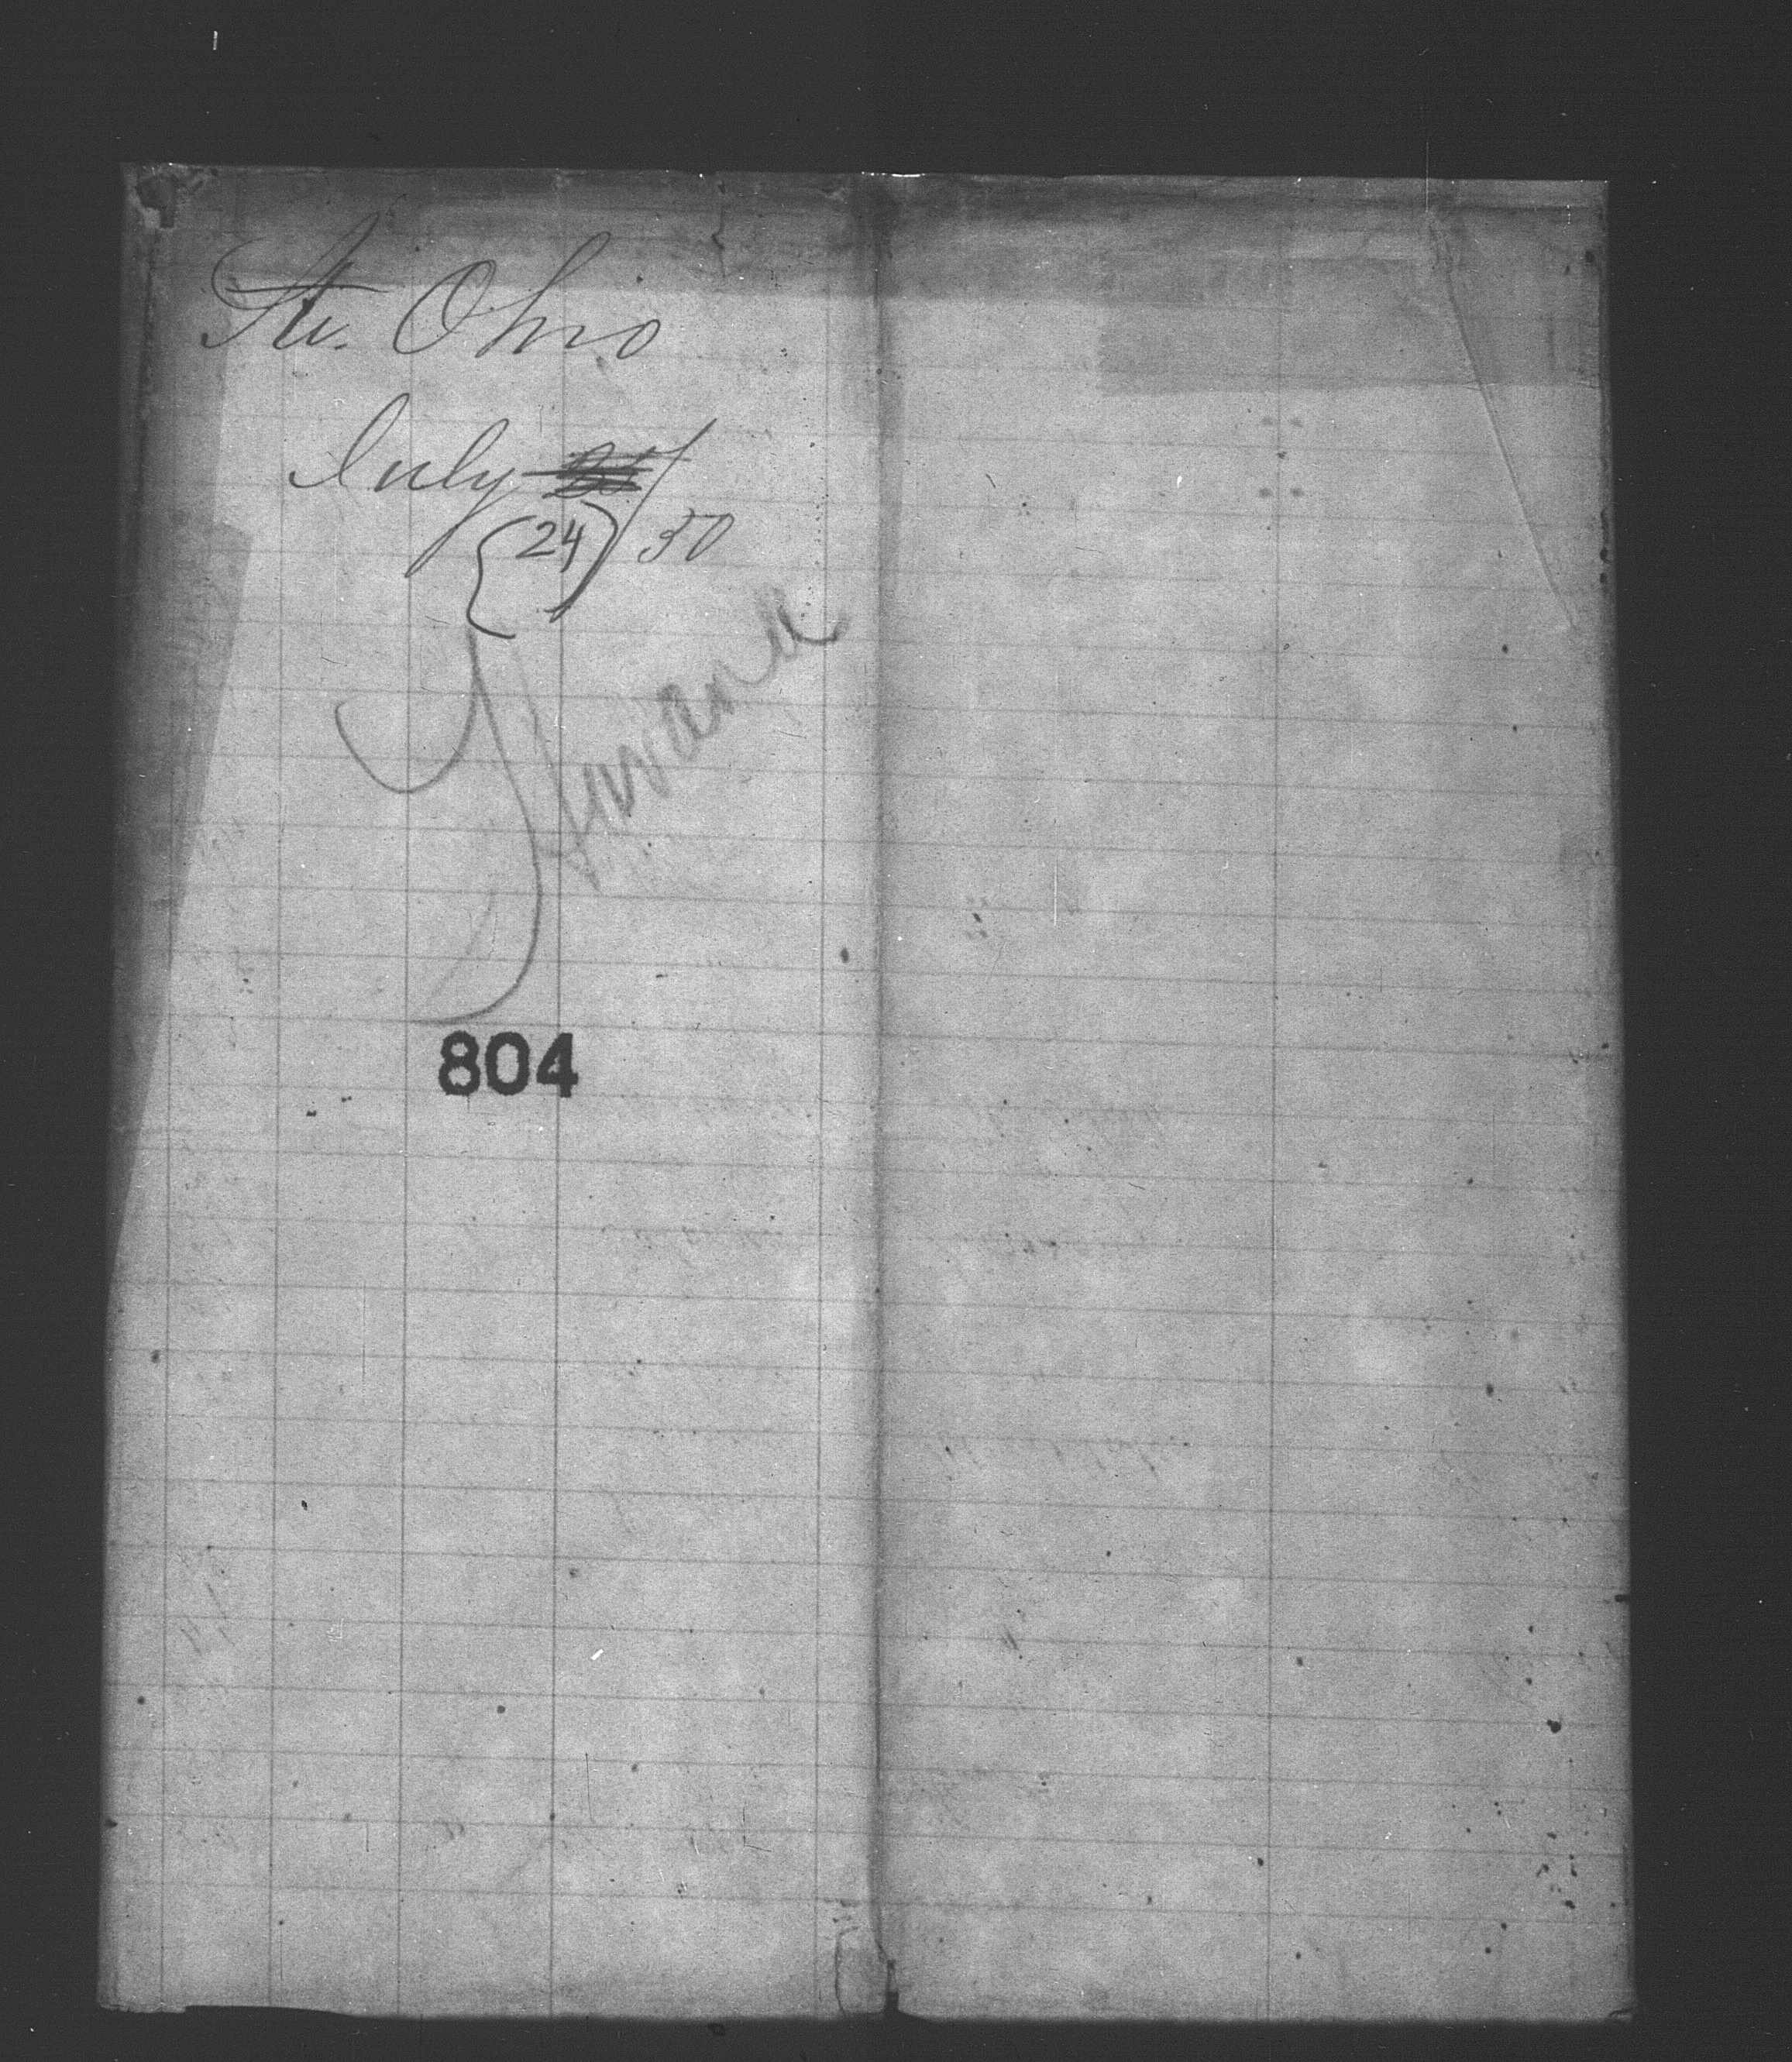 Str. Ohio
July
(24)/50
Havana
804